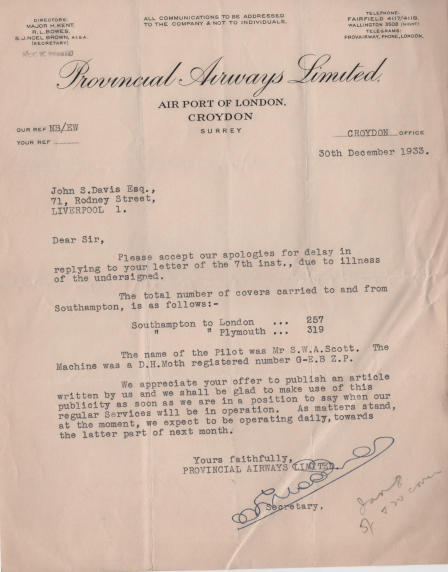 DIRECTORS:
MAJOR H.KENT.
R.L.BOWES.
S.J.NOEL BROWN, A.I.S.A.
(SECRETARY)
ALL COMMUNICATIONS TO BE ADDRESSED
TO THE COMPANY & NOT TO INDIVIDUALS.
TELEPHONE:
FAIRFIELD 4117/4118.
WALLINGTON 3508
TELEGRAMS:
PROVAIRWAY, PHONE, LONDON.
Provincial Airways Limited.
AIR PORT OF LONDON,
CROYDON
SURREY
OUR REF NB/EW
YOUR REF
CROYDON OFFICE
30th December 1933.
John S.Davis Esq.,
71, Rodney Street,
LIVERPOOL 1.
Dear Sir,
Please accept our apologies for delay in
replying to your letter of the 7th inst., due to illness
of the undersigned.
The total number of covers carried to and from
Southampton, is as follows:-
Southampton to London ... 257
" " Plymouth ... 319
The name of the Pilot was Mr S.W.A.Scott. The
Machine was a D.H.Moth registered number G-E.B Z.P.
We appreciate your offer to publish an article
written by us and we shall be glad to make use of this
publicity as soon as we are in a position to say when our
regular Services will be in operation. As matters stand,
at the moment, we expect to be operating daily, towards
the latter part of next month.
Yours faithfully,
PROVINCIAL AIRWAYS LIMITED.
Secretary.